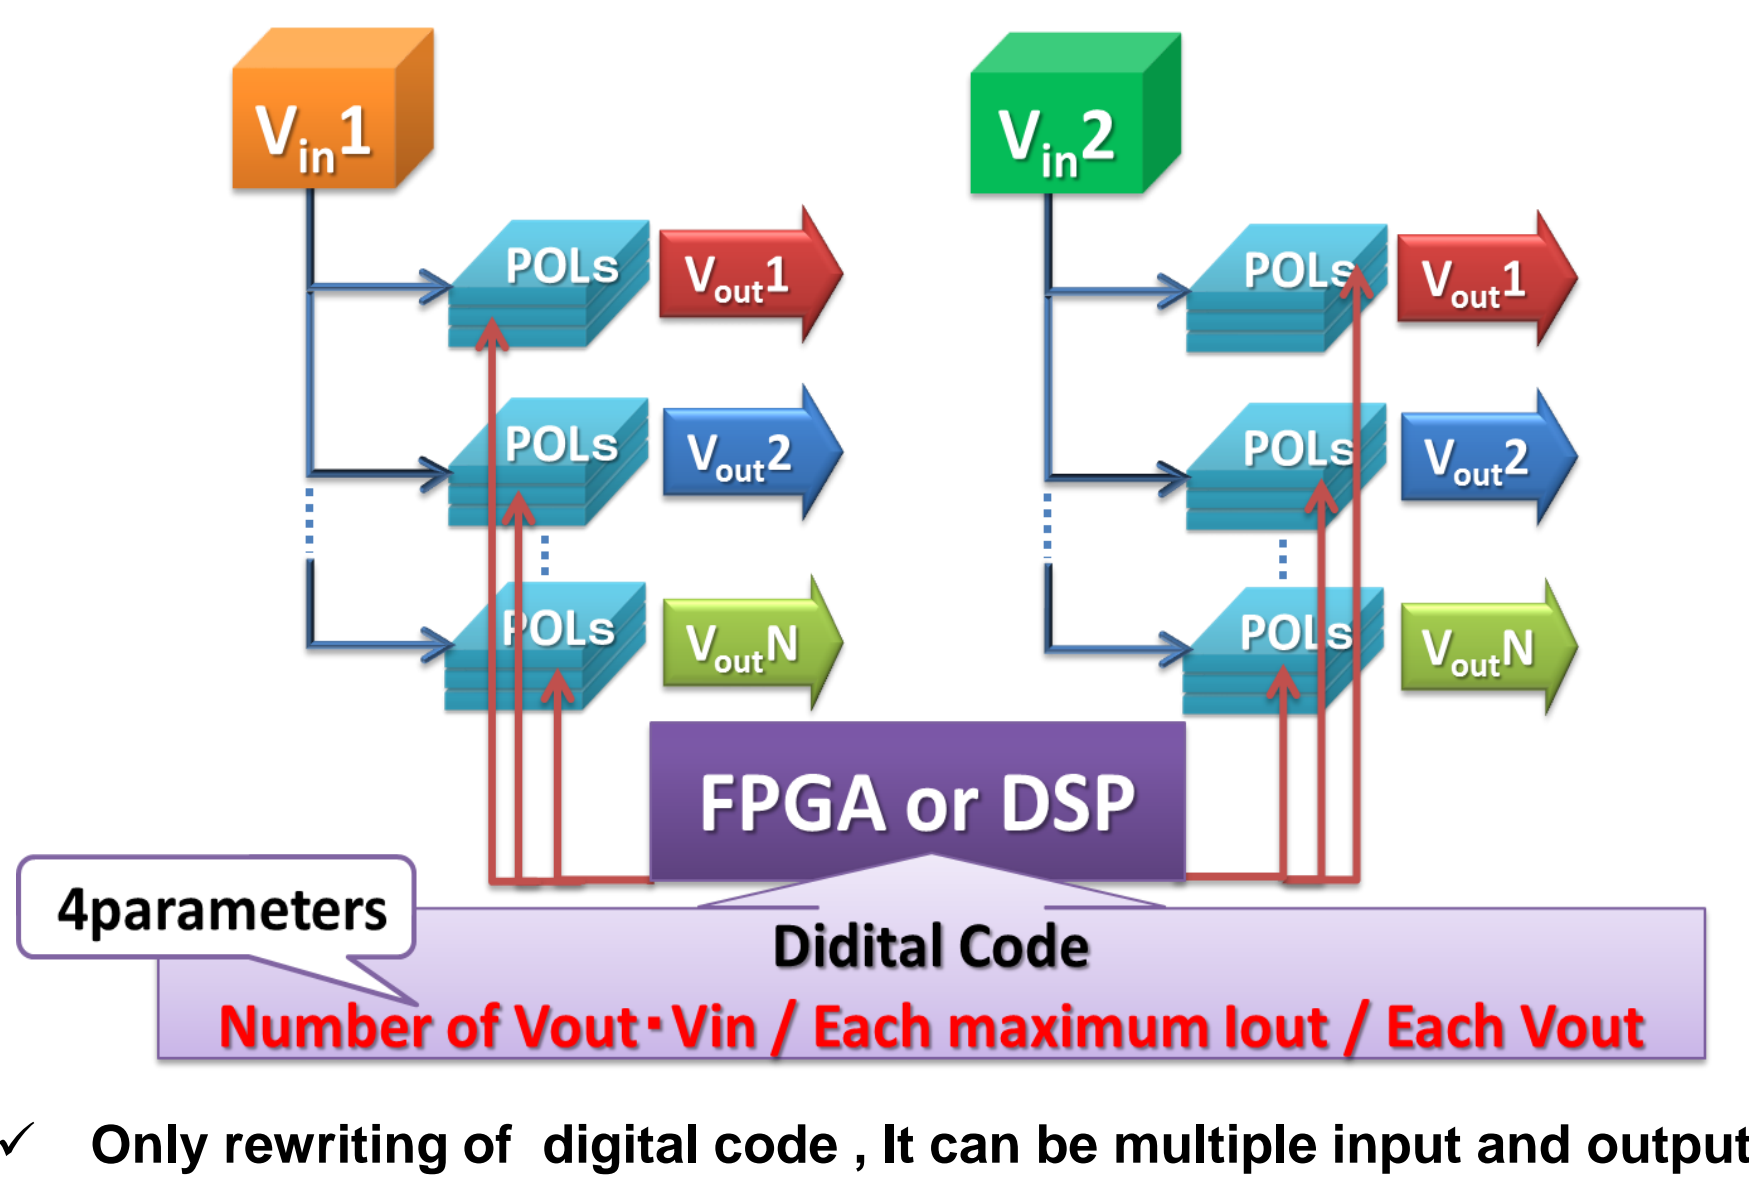 Vin1
Vin2
POLs
Vout1
POLs
Vout1
POLs
Vout2
POLs
Vout2
POLs
VoutN
POLs
VoutN
FPGA or DSP
4parameters
Didital Code
Number of Vout・Vin / Each maximum Iout / Each Vout
✓ Only rewriting of digital code , It can be multiple input and output